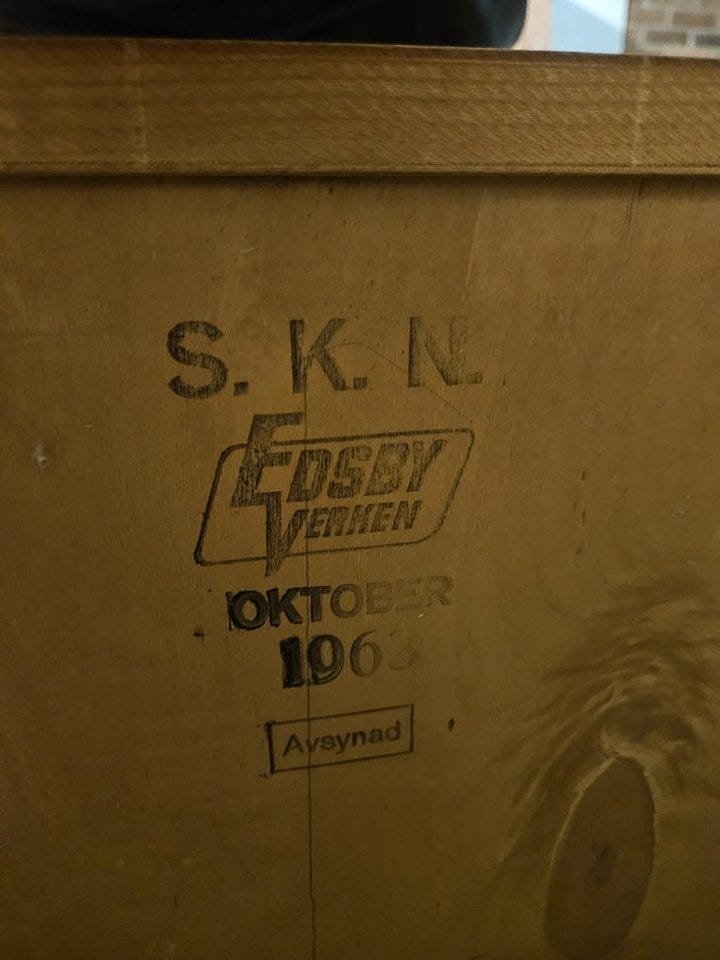 S. K. N.
EDSBY
VERKEN
OKTOBER
1963
Avsynad